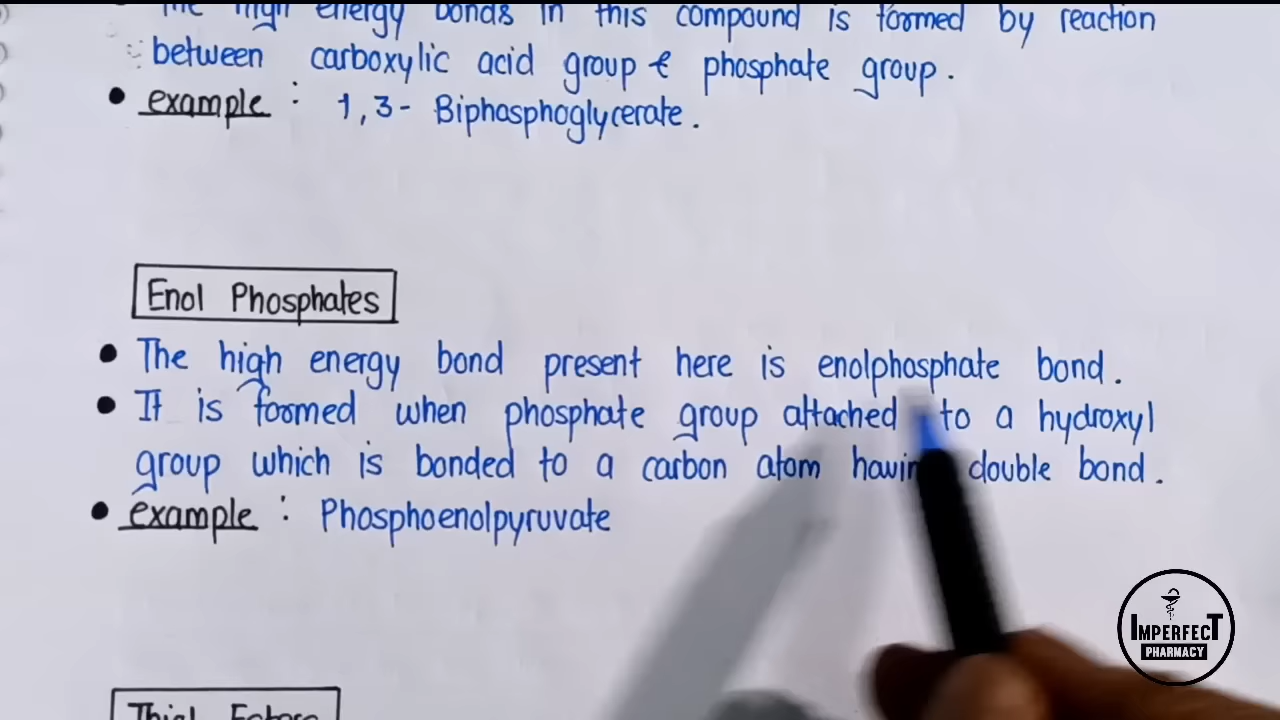 The high energy bonds in this compound is formed by reaction
between carboxylic acid group & phosphate group.
• example : 1,3- Biphasphoglycerate.
Enol Phosphates
• The high energy bond present here is enolphosphate bond.
• It is formed when phosphate group attached to a hydroxyl
group which is bonded to a carbon atom having double bond.
• example : Phosphoenolpyruvate
IMPERFECT
PHARMACY